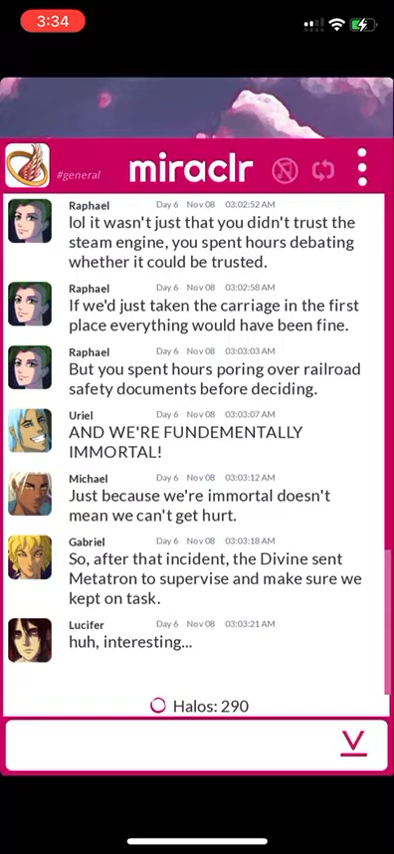 3:34
#general
miraclr
Raphael Day 6 Nov 08 03:02:52 AM
lol it wasn't just that you didn't trust the
steam engine, you spent hours debating
whether it could be trusted.
Raphael Day 6 Nov 08 03:02:58 AM
If we'd just taken the carriage in the first
place everything would have been fine.
Raphael Day 6 Nov 08 03:03:03 AM
But you spent hours poring over railroad
safety documents before deciding.
Uriel Day 6 Nov 08 03:03:07 AM
AND WE'RE FUNDEMENTALLY
IMMORTAL!
Michael Day 6 Nov 08 03:03:12 AM
Just because we're immortal doesn't
mean we can't get hurt.
Gabriel Day 6 Nov 08 03:03:18 AM
So, after that incident, the Divine sent
Metatron to supervise and make sure we
kept on task.
Lucifer Day 6 Nov 08 03:03:21 AM
huh, interesting...
Halos: 290